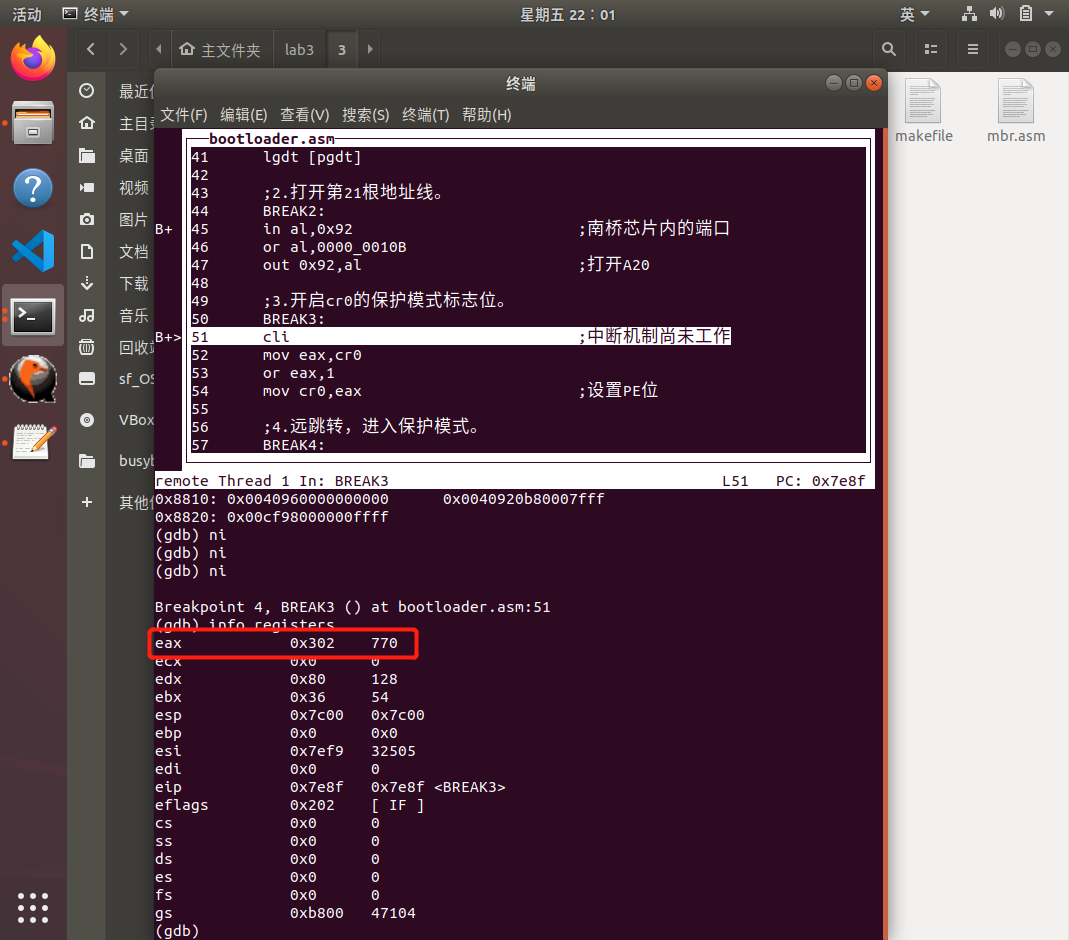 活动
终端
星期五 22：01
英
主文件夹
lab3
3
最近
主目
桌面
视频
图片
文档
下载
音乐
回收
sf_OS
VBox
busyb
其他
makefile
mbr.asm
终端
文件(F) 编辑(E) 查看(V) 搜索(S) 终端(T) 帮助(H)
bootloader.asm
41 lgdt [pgdt]
42
43 ;2.打开第21根地址线。
44 BREAK2:
B+ 45 in al,0x92 ;南桥芯片内的端口
46 or al,0000_0010B
47 out 0x92,al ;打开A20
48
49 ;3.开启cr0的保护模式标志位。
50 BREAK3:
B+> 51 cli ;中断机制尚未工作
52 mov eax,cr0
53 or eax,1
54 mov cr0,eax ;设置PE位
55
56 ;4.远跳转，进入保护模式。
57 BREAK4:
remote Thread 1 In: BREAK3 L51 PC: 0x7e8f
0x8810: 0x0040960000000000 0x0040920b80007fff
0x8820: 0x00cf98000000ffff
(gdb) ni
(gdb) ni
(gdb) ni
Breakpoint 4, BREAK3 () at bootloader.asm:51
(gdb) info registers
eax 0x302 770
ecx 0x0 0
edx 0x80 128
ebx 0x36 54
esp 0x7c00 0x7c00
ebp 0x0 0x0
esi 0x7ef9 32505
edi 0x0 0
eip 0x7e8f 0x7e8f <BREAK3>
eflags 0x202 [ IF ]
cs 0x0 0
ss 0x0 0
ds 0x0 0
es 0x0 0
fs 0x0 0
gs 0xb800 47104
(gdb)